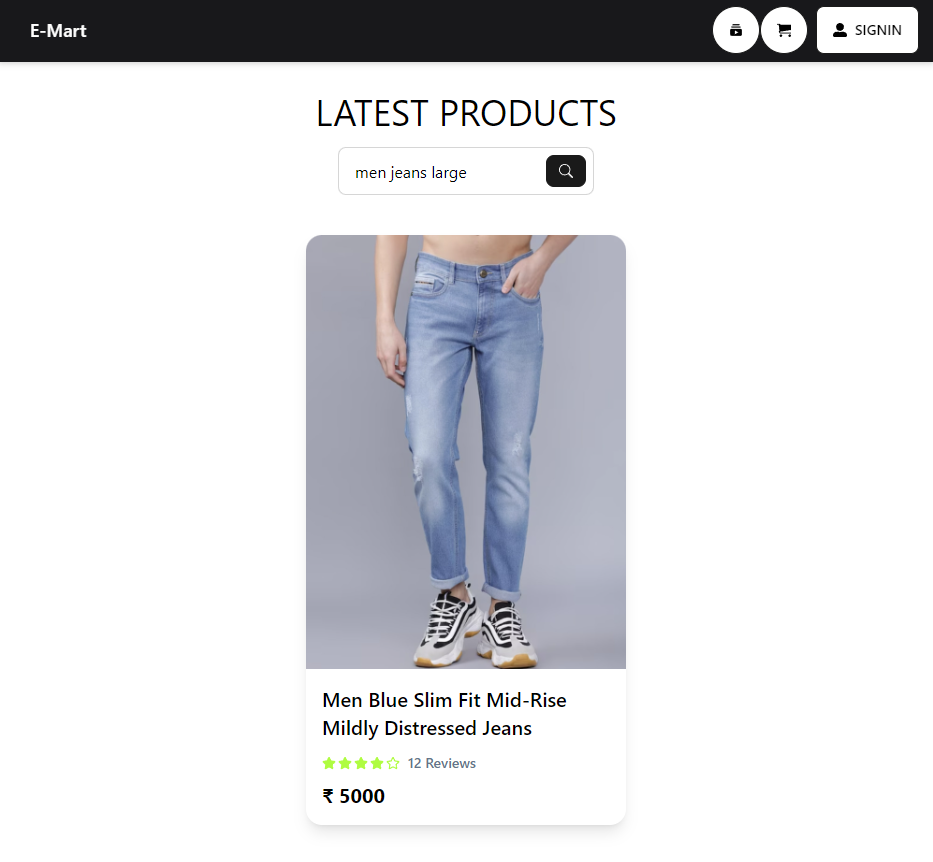 E-Mart
SIGNIN
LATEST PRODUCTS
men jeans large
Men Blue Slim Fit Mid-Rise
Mildly Distressed Jeans
12 Reviews
₹ 5000